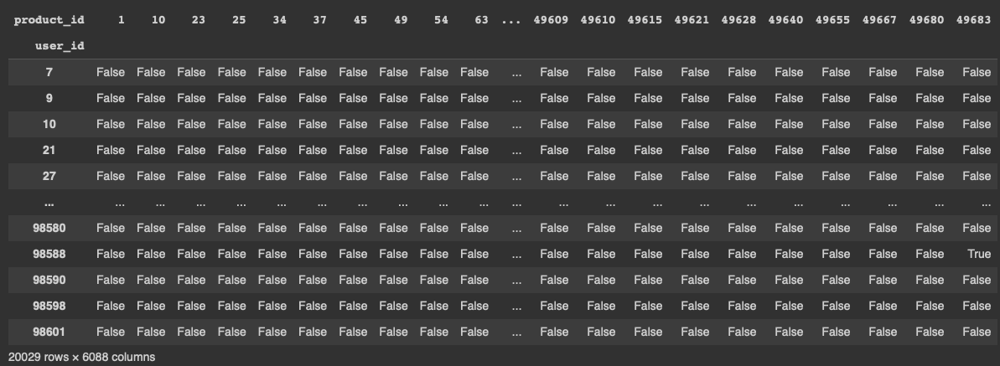 product_id 1 10 23 25 34 37 45 49 54 63 ... 49609 49610 49615 49621 49628 49640 49655 49667 49680 49683
user_id
7 False False False False False False False False False False ... False False False False False False False False False False
9 False False False False False False False False False False ... False False False False False False False False False False
10 False False False False False False False False False False ... False False False False False False False False False False
21 False False False False False False False False False False ... False False False False False False False False False False
27 False False False False False False False False False False ... False False False False False False False False False False
... ... ... ... ... ... ... ... ... ... ... ... ... ... ... ... ... ... ... ... ... ...
98580 False False False False False False False False False False ... False False False False False False False False False False
98588 False False False False False False False False False False ... False False False False False False False False False True
98590 False False False False False False False False False False ... False False False False False False False False False False
98598 False False False False False False False False False False ... False False False False False False False False False False
98601 False False False False False False False False False False ... False False False False False False False False False False
20029 rows × 6088 columns